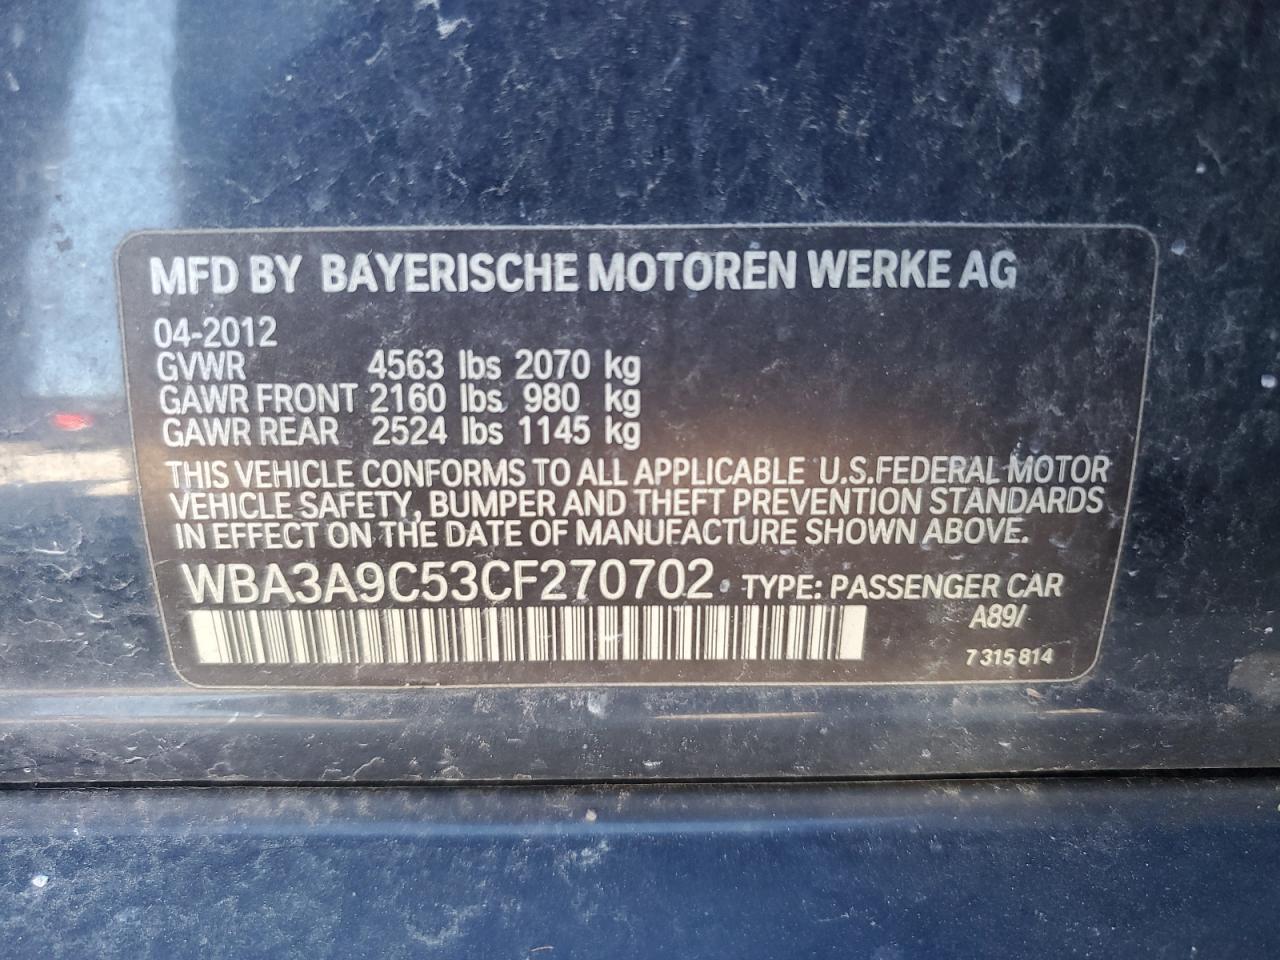 MFD BY BAYERISCHE MOTOREN WERKE AG
04-2012
GVWR 4563 lbs 2070 kg
GAWR FRONT 2160 lbs 980 kg
GAWR REAR 2524 lbs 1145 kg
THIS VEHICLE CONFORMS TO ALL APPLICABLE U.S.FEDERAL MOTOR
VEHICLE SAFETY, BUMPER AND THEFT PREVENTION STANDARDS
IN EFFECT ON THE DATE OF MANUFACTURE SHOWN ABOVE.
WBA3A9C53CF270702 TYPE: PASSENGER CAR
A89/
7 315 814